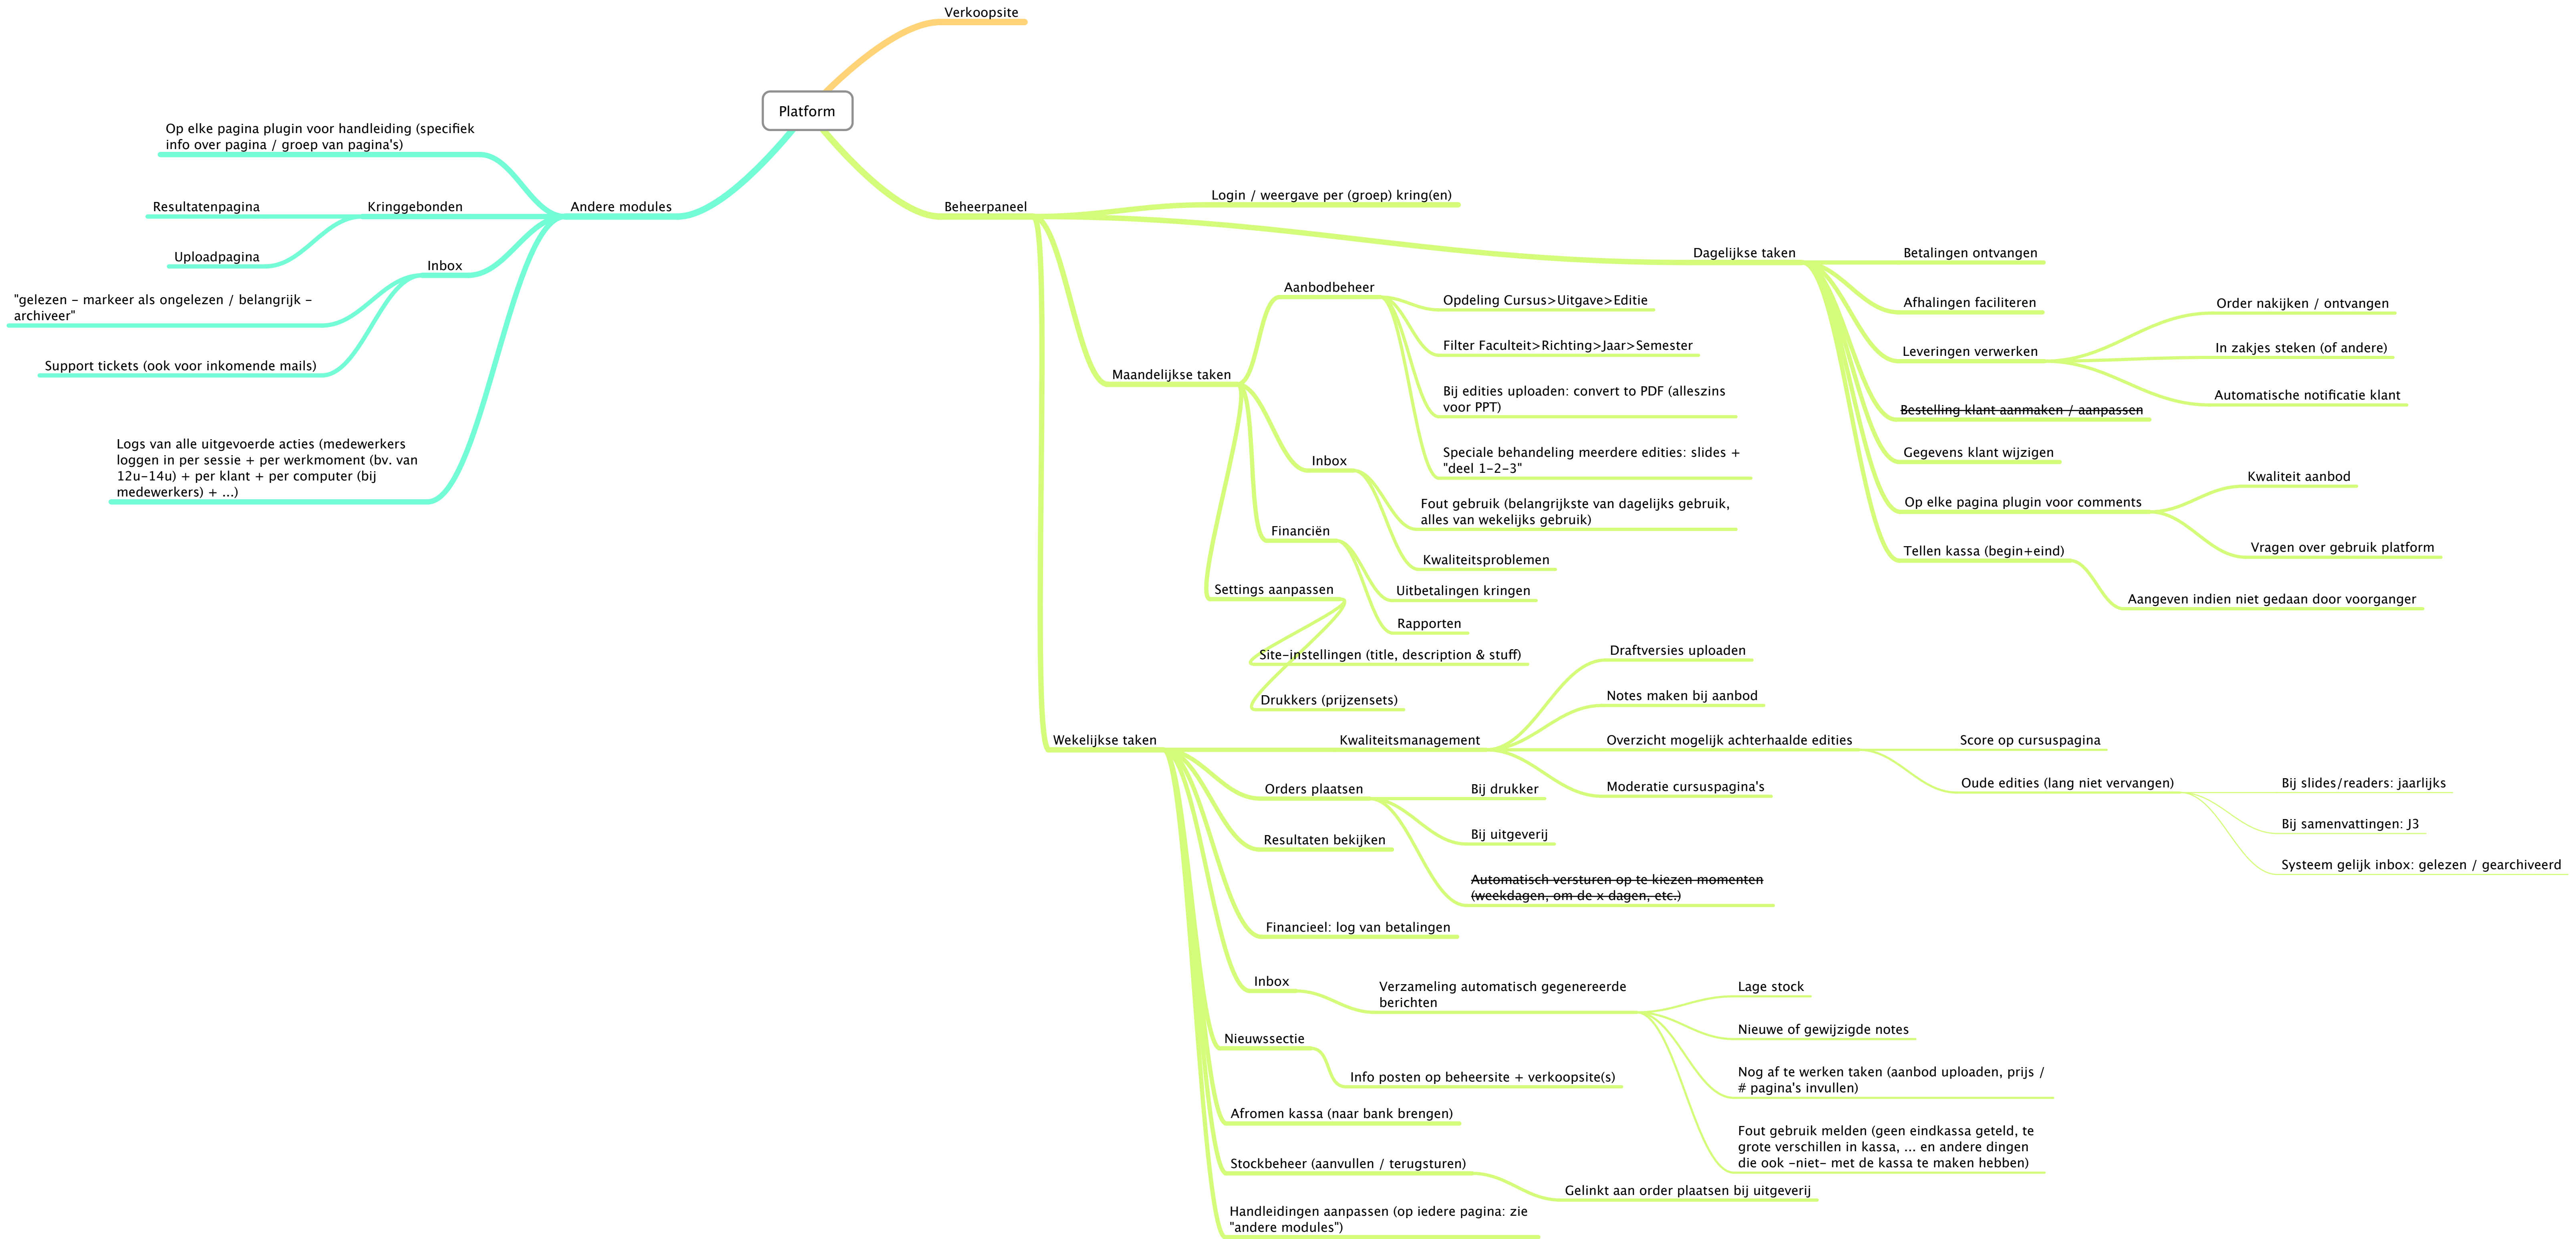 Verkoopsite
Platform
Andere modules
Op elke pagina plugin voor handleiding (specifiek
info over pagina / groep van pagina's)
Kringgebonden
Resultatenpagina
Uploadpagina
Inbox
"gelezen – markeer als ongelezen / belangrijk –
archiveer"
Support tickets (ook voor inkomende mails)
Logs van alle uitgevoerde acties (medewerkers
loggen in per sessie + per werkmoment (bv. van
12u–14u) + per klant + per computer (bij
medewerkers) + ...)
Beheerpaneel
Login / weergave per (groep) kring(en)
Dagelijkse taken
Betalingen ontvangen
Afhalingen faciliteren
Leveringen verwerken
Order nakijken / ontvangen
In zakjes steken (of andere)
Automatische notificatie klant
Bestelling klant aanmaken / aanpassen
Gegevens klant wijzigen
Op elke pagina plugin voor comments
Kwaliteit aanbod
Vragen over gebruik platform
Tellen kassa (begin+eind)
Aangeven indien niet gedaan door voorganger
Maandelijkse taken
Aanbodbeheer
Opdeling Cursus>Uitgave>Editie
Filter Faculteit>Richting>Jaar>Semester
Bij edities uploaden: convert to PDF (alleszins
voor PPT)
Speciale behandeling meerdere edities: slides +
"deel 1–2–3"
Inbox
Fout gebruik (belangrijkste van dagelijks gebruik,
alles van wekelijks gebruik)
Kwaliteitsproblemen
Financiën
Uitbetalingen kringen
Rapporten
Settings aanpassen
Site–instellingen (title, description & stuff)
Drukkers (prijzensets)
Wekelijkse taken
Kwaliteitsmanagement
Draftversies uploaden
Notes maken bij aanbod
Overzicht mogelijk achterhaalde edities
Score op cursuspagina
Oude edities (lang niet vervangen)
Bij slides/readers: jaarlijks
Bij samenvattingen: J3
Systeem gelijk inbox: gelezen / gearchiveerd
Moderatie cursuspagina's
Orders plaatsen
Bij drukker
Bij uitgeverij
Automatisch versturen op te kiezen momenten
(weekdagen, om de x dagen, etc.)
Resultaten bekijken
Financieel: log van betalingen
Inbox
Verzameling automatisch gegenereerde
berichten
Lage stock
Nieuwe of gewijzigde notes
Nog af te werken taken (aanbod uploaden, prijs /
# pagina's invullen)
Fout gebruik melden (geen eindkassa geteld, te
grote verschillen in kassa, ... en andere dingen
die ook –niet– met de kassa te maken hebben)
Nieuwssectie
Info posten op beheersite + verkoopsite(s)
Afromen kassa (naar bank brengen)
Stockbeheer (aanvullen / terugsturen)
Gelinkt aan order plaatsen bij uitgeverij
Handleidingen aanpassen (op iedere pagina: zie
"andere modules")